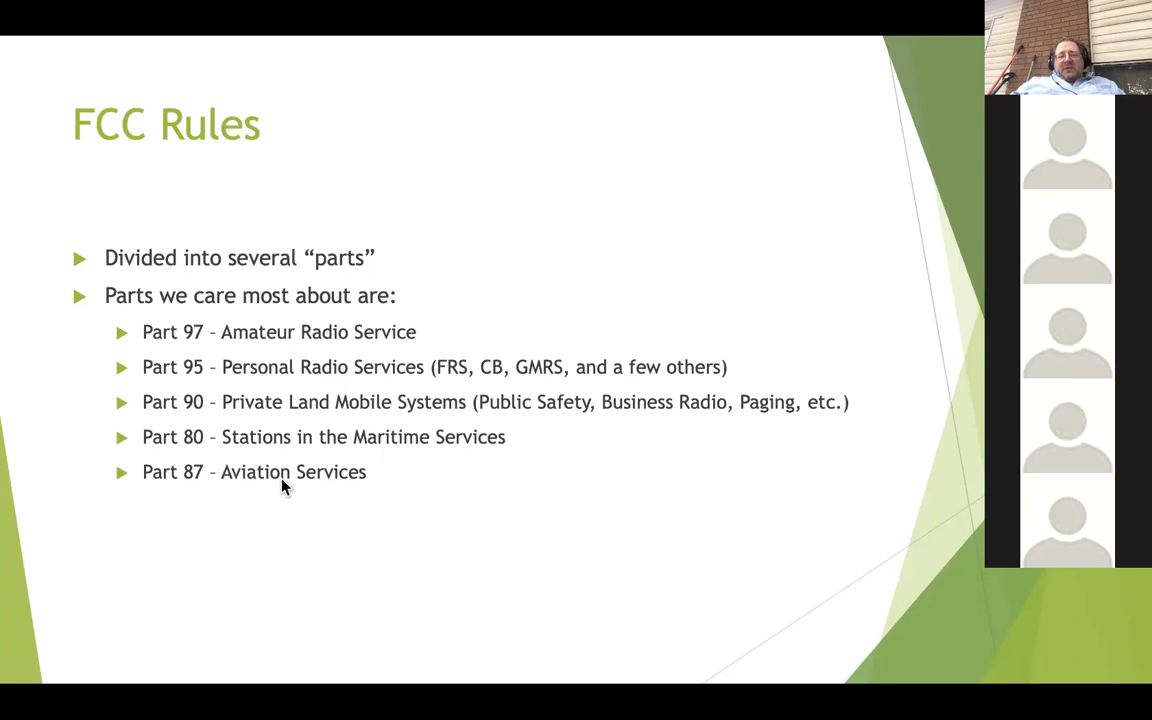 FCC Rules
Divided into several “parts”
Parts we care most about are:
Part 97 – Amateur Radio Service
Part 95 – Personal Radio Services (FRS, CB, GMRS, and a few others)
Part 90 – Private Land Mobile Systems (Public Safety, Business Radio, Paging, etc.)
Part 80 – Stations in the Maritime Services
Part 87 – Aviation Services